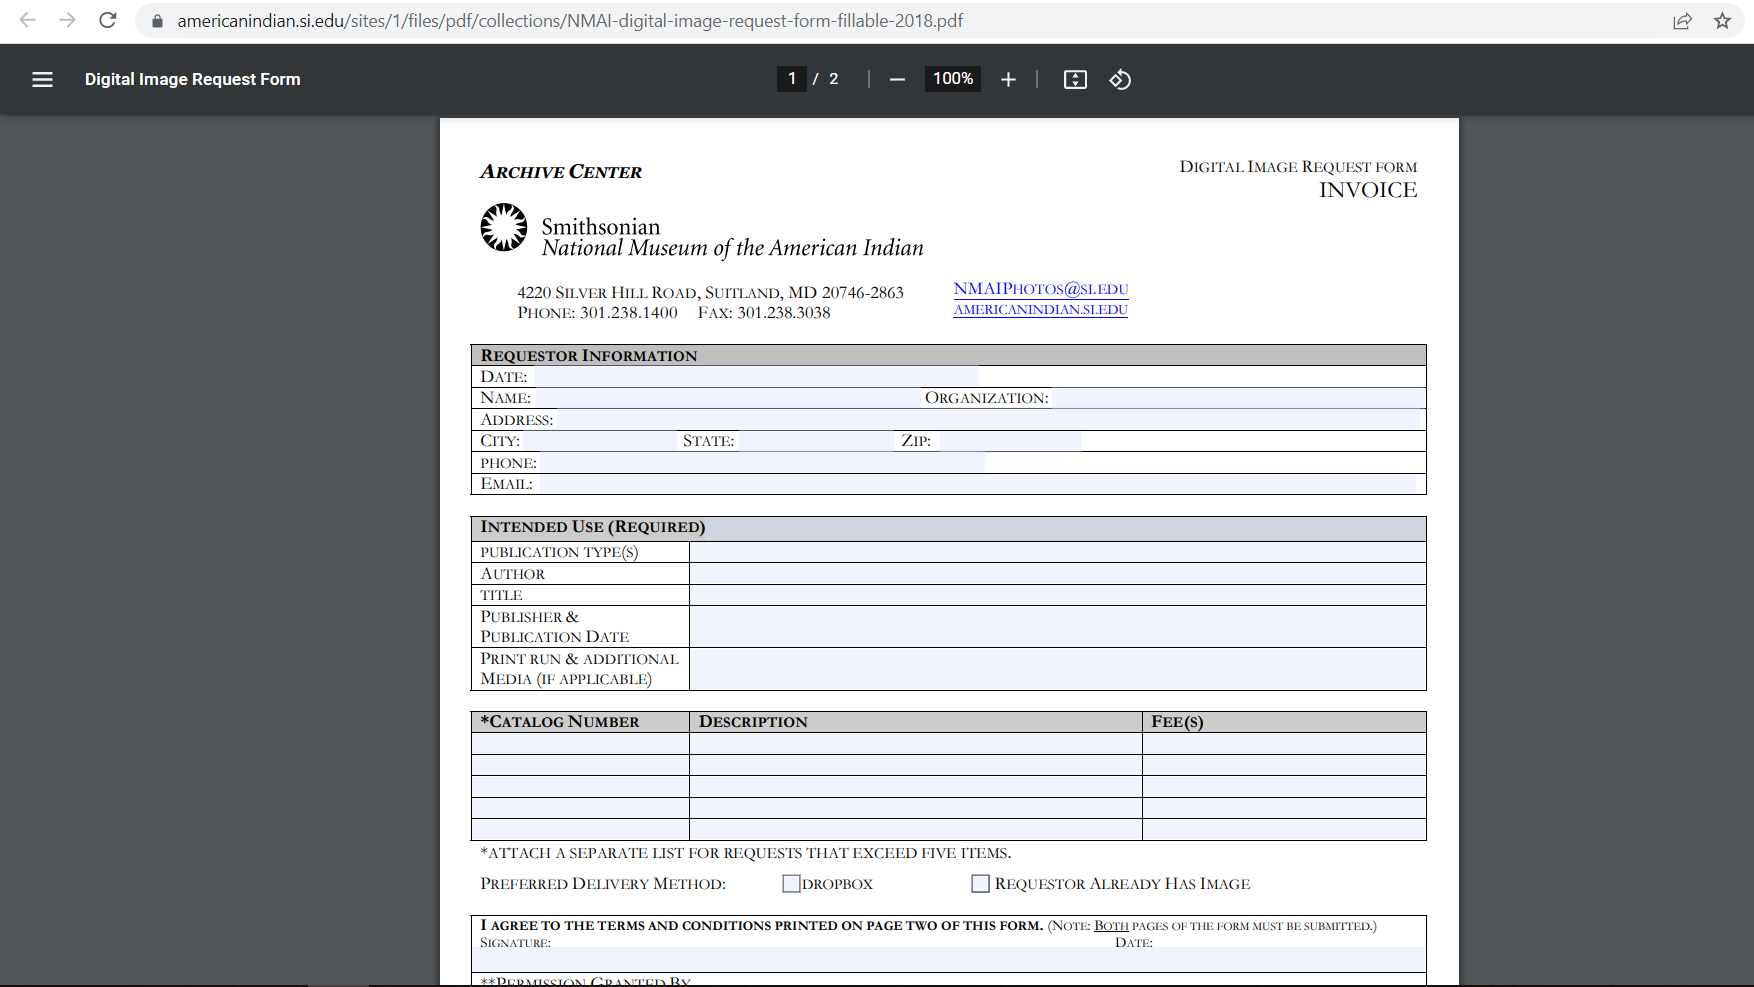 americanindian.si.edu/sites/1/files/pdf/collections/NMAI-digital-image-request-form-fillable-2018.pdf
Digital Image Request Form
1 / 2
100%
ARCHIVE CENTER
DIGITAL IMAGE REQUEST FORM
INVOICE
Smithsonian
National Museum of the American Indian
4220 SILVER HILL ROAD, SUITLAND, MD 20746-2863
PHONE: 301.238.1400 FAX: 301.238.3038
NMAIPHOTOS@SI.EDU
AMERICANINDIAN.SI.EDU
REQUESTOR INFORMATION
DATE:
NAME: ORGANIZATION:
ADDRESS:
CITY: STATE: ZIP:
PHONE:
EMAIL:
INTENDED USE (REQUIRED)
PUBLICATION TYPE(S)
AUTHOR
TITLE
PUBLISHER &
PUBLICATION DATE
PRINT RUN & ADDITIONAL
MEDIA (IF APPLICABLE)
*CATALOG NUMBER DESCRIPTION FEE(S)
*ATTACH A SEPARATE LIST FOR REQUESTS THAT EXCEED FIVE ITEMS.
PREFERRED DELIVERY METHOD: DROPBOX REQUESTOR ALREADY HAS IMAGE
I AGREE TO THE TERMS AND CONDITIONS PRINTED ON PAGE TWO OF THIS FORM. (NOTE: BOTH PAGES OF THE FORM MUST BE SUBMITTED.)
SIGNATURE: DATE:
**PERMISSION GRANTED BY